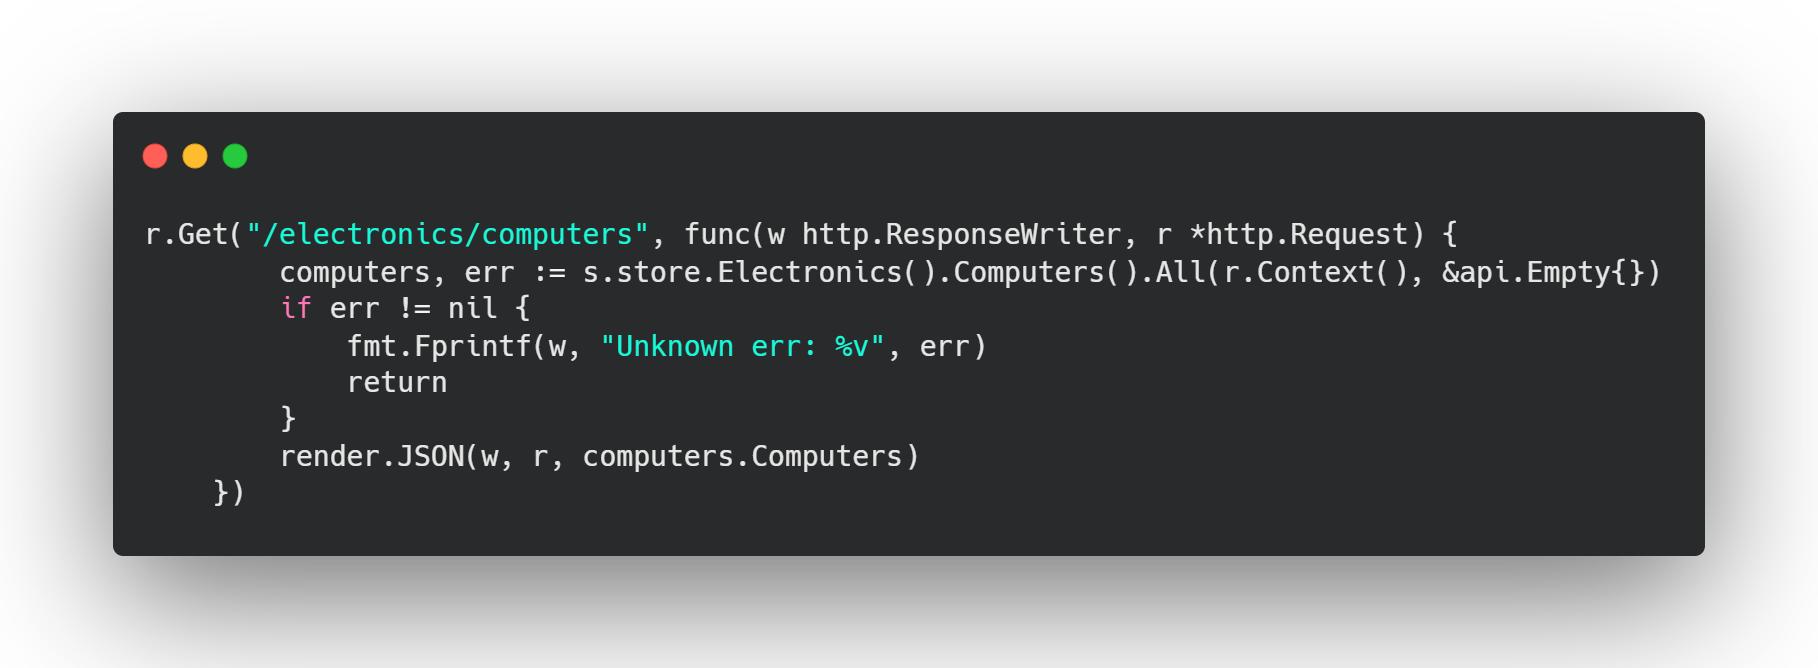 r.Get("/electronics/computers", func(w http.ResponseWriter, r *http.Request) {
        computers, err := s.store.Electronics().Computers().All(r.Context(), &api.Empty{})
        if err != nil {
            fmt.Fprintf(w, "Unknown err: %v", err)
            return
        }
        render.JSON(w, r, computers.Computers)
    })